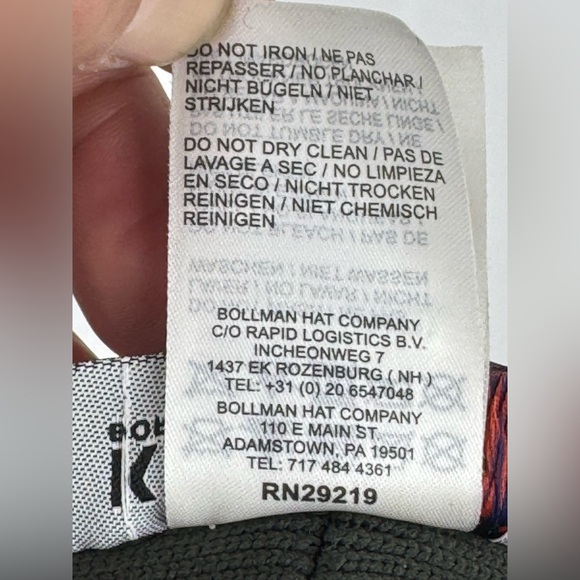 DO NOT IRON / NE PAS
REPASSER / NO PLANCHAR /
NICHT BÜGELN / NIET
STRIJKEN
DO NOT DRY CLEAN / PAS DE
LAVAGE A SEC / NO LIMPIEZA
EN SECO / NICHT TROCKEN
REINIGEN / NIET CHEMISCH
REINIGEN
BOLLMAN HAT COMPANY
C/O RAPID LOGISTICS B.V.
INCHEONWEG 7
1437 EK ROZENBURG ( NH )
TEL: +31 (0) 20 6547048
BOLLMAN HAT COMPANY
110 E MAIN ST.
ADAMSTOWN, PA 19501
TEL: 717 484 4361
RN29219
K